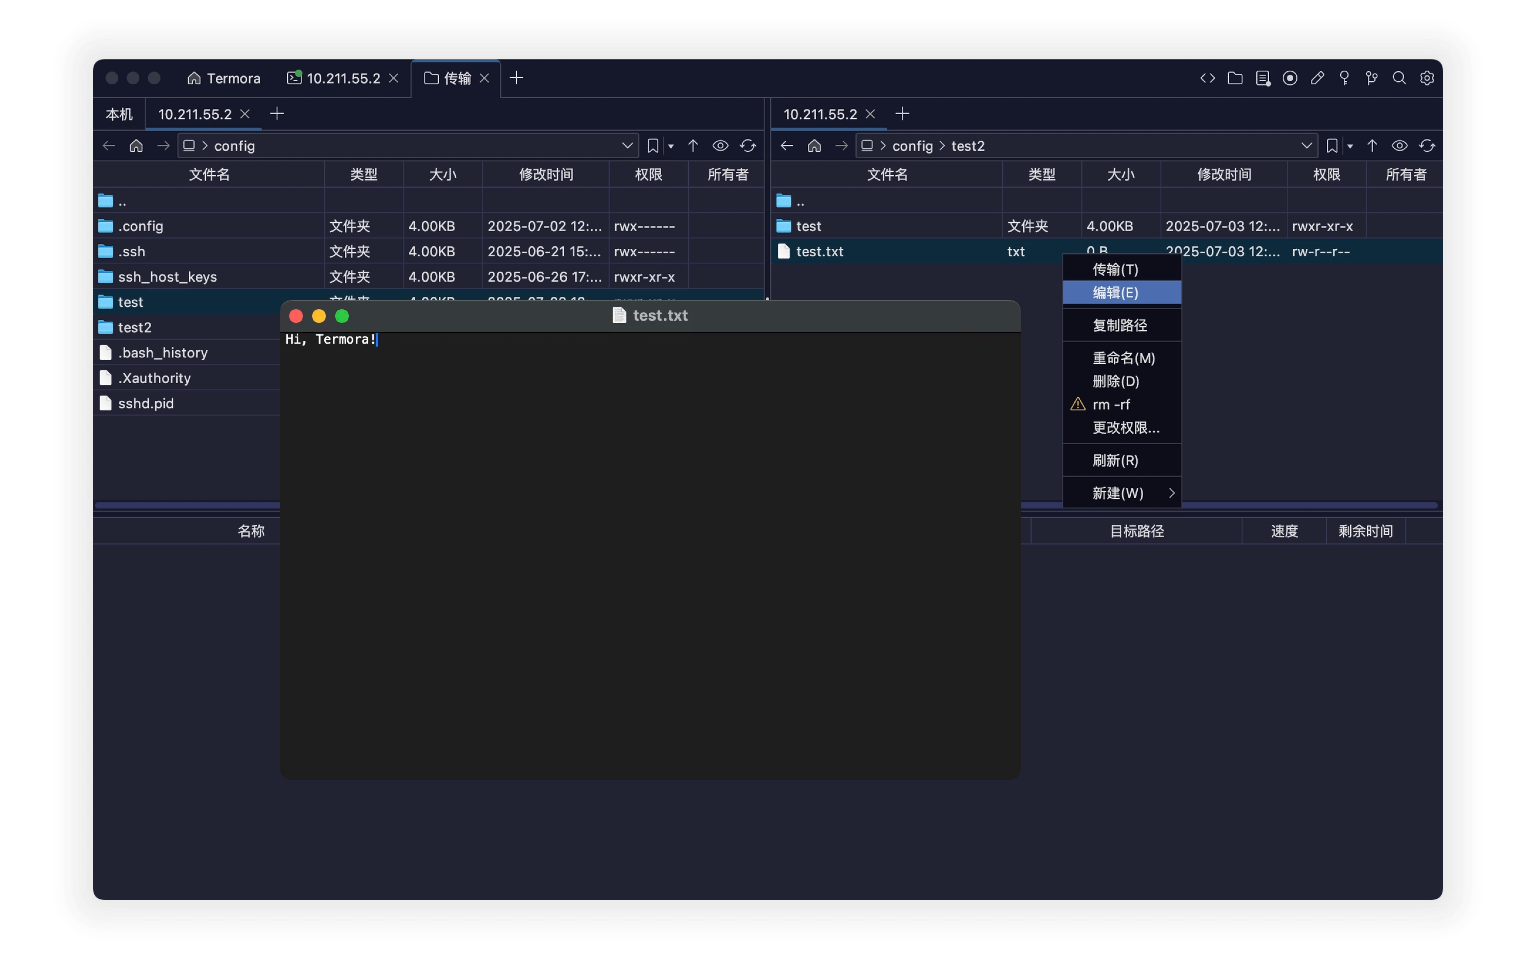 Termora
10.211.55.2
传输
本机
10.211.55.2
config
文件名 类型 大小 修改时间 权限 所有者
..
.config 文件夹 4.00KB 2025-07-02 12:... rwx------
.ssh 文件夹 4.00KB 2025-06-21 15:... rwx------
ssh_host_keys 文件夹 4.00KB 2025-06-26 17:... rwxr-xr-x
test
test2
.bash_history
.Xauthority
sshd.pid
10.211.55.2
config test2
文件名 类型 大小 修改时间 权限 所有者
..
test 文件夹 4.00KB 2025-07-03 12:... rwxr-xr-x
test.txt txt 0 B 2025-07-03 12:... rw-r--r--
传输(T)
编辑(E)
复制路径
重命名(M)
删除(D)
rm -rf
更改权限...
刷新(R)
新建(W)
test.txt
Hi, Termora!
名称 目标路径 速度 剩余时间